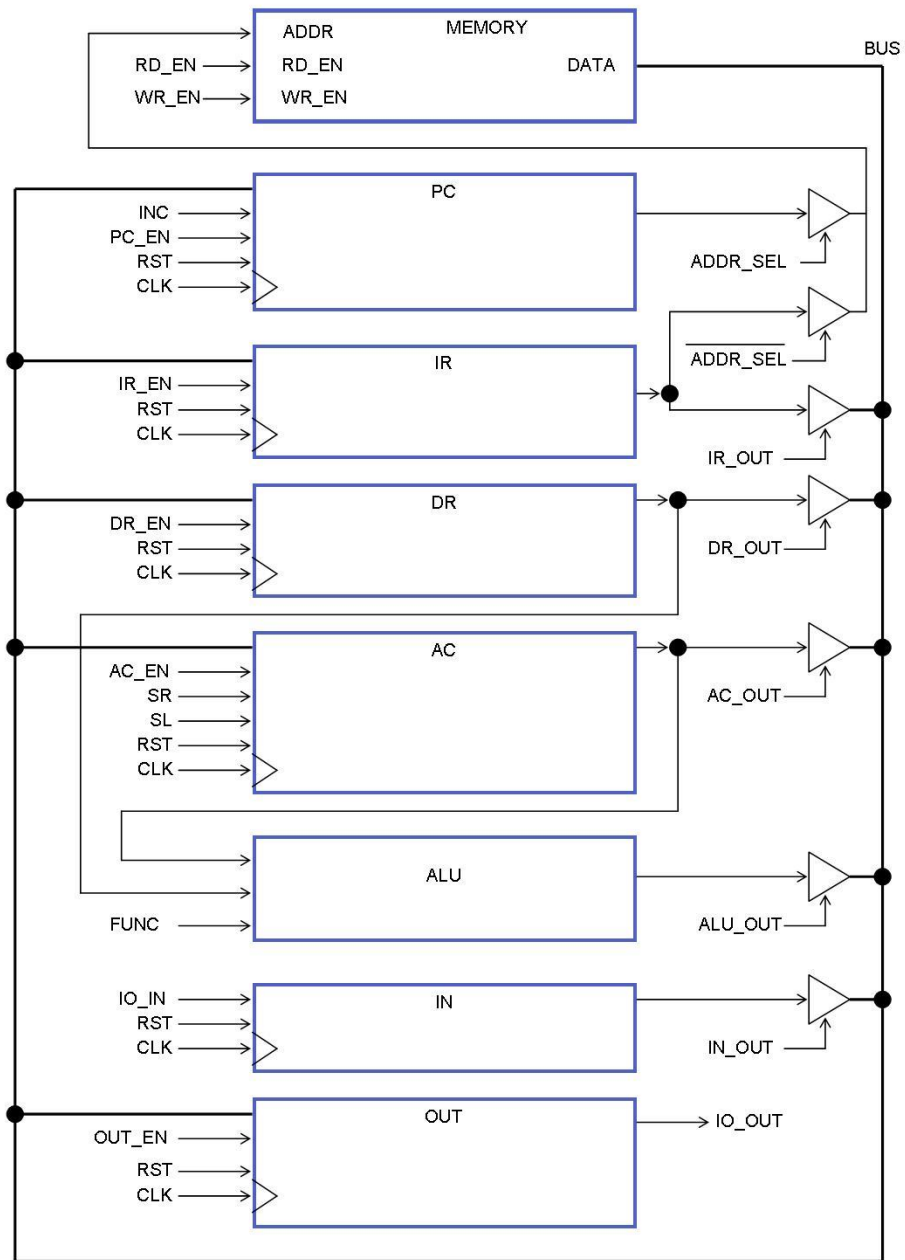 MEMORY
BUS
ADDR
RD_EN
RD_EN
DATA
WR_EN
WR_EN
PC
INC
PC_EN
RST
CLK
ADDR_SEL
IR
IR_EN
RST
CLK
ADDR_SEL
IR_OUT
DR
DR_EN
RST
CLK
DR_OUT
AC
AC_EN
SR
SL
RST
CLK
AC_OUT
ALU
FUNC
ALU_OUT
IN
IO_IN
RST
CLK
IN_OUT
OUT
OUT_EN
RST
CLK
IO_OUT